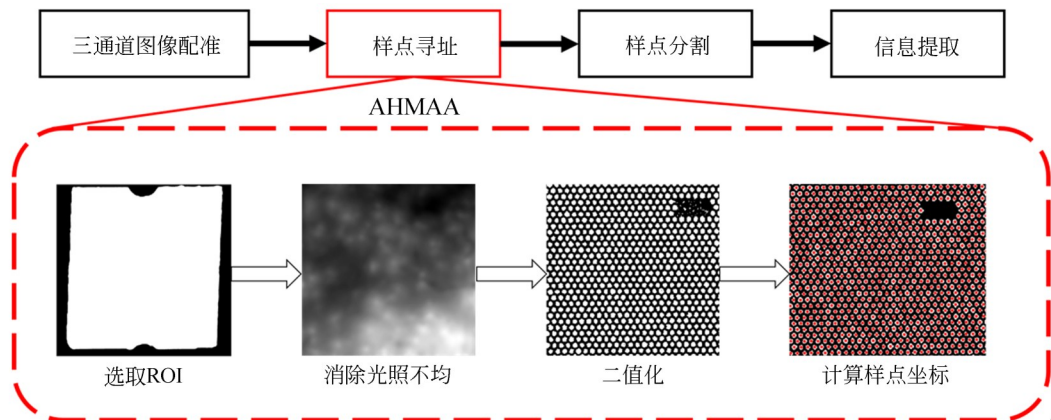 三通道图像配准
样点寻址
样点分割
信息提取
AHMAA
选取ROI
消除光照不均
二值化
计算样点坐标